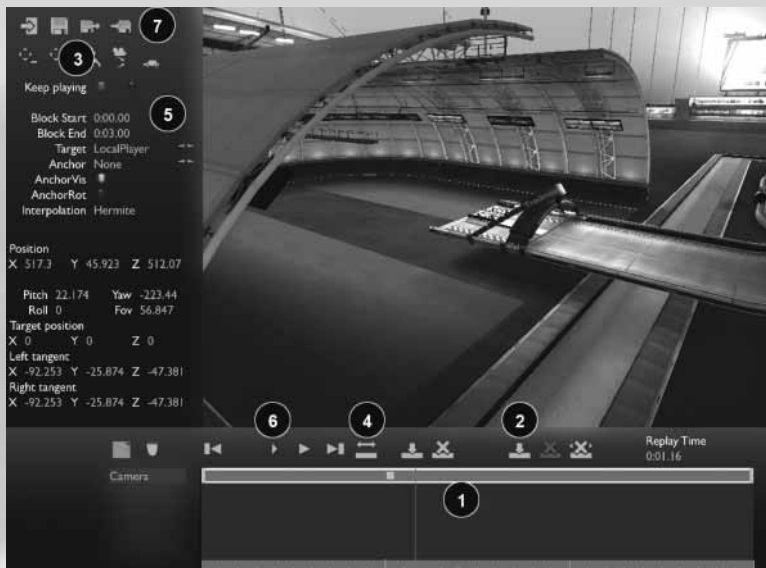 7
3
Keep playing
5
Block Start 0:00.00
Block End 0:03.00
Target LocalPlayer
Anchor None
AnchorVis
AnchorRot
Interpolation Hermite
Position
X 517.3 Y 45.923 Z 512.07
Pitch 22.174 Yaw -223.44
Roll 0 Fov 56.847
Target position
X 0 Y 0 Z 0
Left tangent
X -92.253 Y -25.874 Z -47.381
Right tangent
X -92.253 Y -25.874 Z -47.381
6
4
2
Replay Time
0:01.16
Camera
1